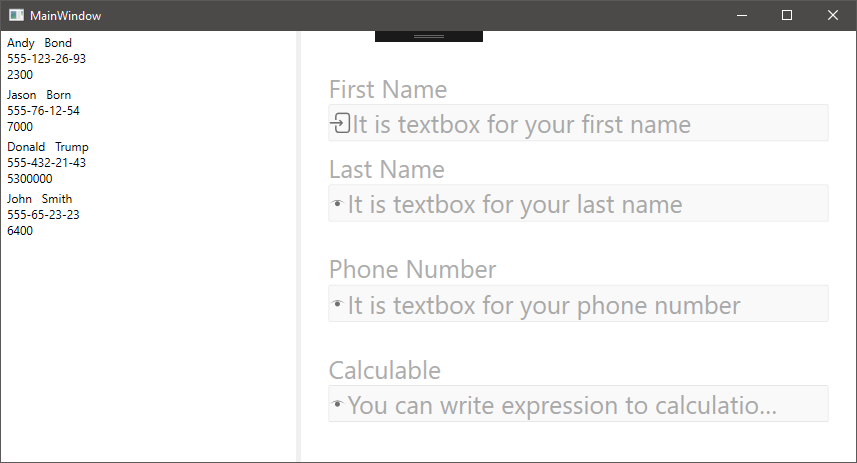 MainWindow
Andy Bond
555-123-26-93
2300
Jason Born
555-76-12-54
7000
Donald Trump
555-432-21-43
5300000
John Smith
555-65-23-23
6400
First Name
It is textbox for your first name
Last Name
It is textbox for your last name
Phone Number
It is textbox for your phone number
Calculable
You can write expression to calculatio...